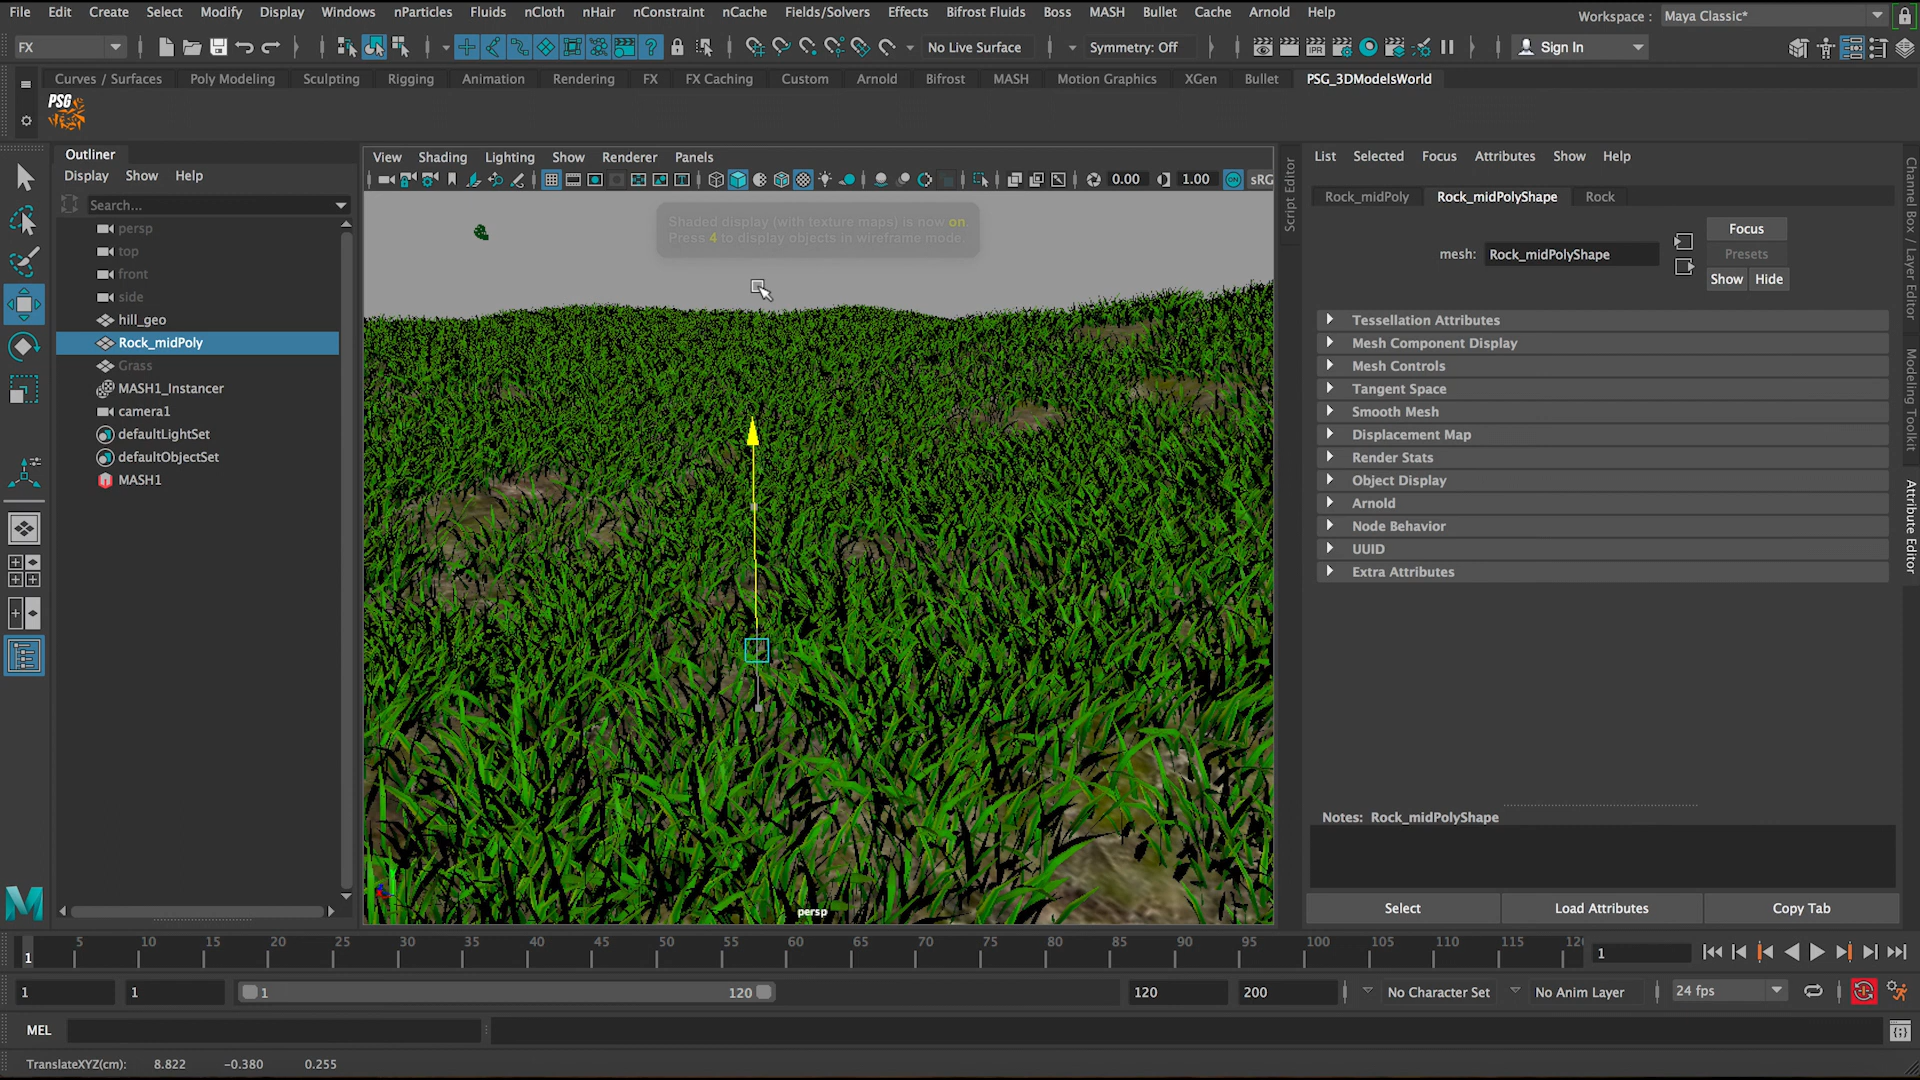 File Edit Create Select Modify Display Windows nParticles Fluids nCloth nHair nConstraint nCache Fields/Solvers Effects Bifrost Fluids Boss MASH Bullet Cache Arnold Help Workspace : Maya Classic*
FX No Live Surface Symmetry: Off Sign In
Curves / Surfaces Poly Modeling Sculpting Rigging Animation Rendering FX FX Caching Custom Arnold Bifrost MASH Motion Graphics XGen Bullet PSG_3DModelsWorld
PSG
Outliner
Display Show Help
Search...
persp
top
front
side
hill_geo
Rock_midPoly
Grass
MASH1_Instancer
camera1
defaultLightSet
defaultObjectSet
MASH1
View Shading Lighting Show Renderer Panels
0.00 1.00 ON sRG
Shaded display (with texture maps) is now on.
Press 4 to display objects in wireframe mode.
persp
Script Editor
List Selected Focus Attributes Show Help
Rock_midPoly Rock_midPolyShape Rock
mesh: Rock_midPolyShape
Focus
Presets
Show Hide
Tessellation Attributes
Mesh Component Display
Mesh Controls
Tangent Space
Smooth Mesh
Displacement Map
Render Stats
Object Display
Arnold
Node Behavior
UUID
Extra Attributes
Notes: Rock_midPolyShape
Select Load Attributes Copy Tab
Channel Box / Layer Editor
Modeling Toolkit
Attribute Editor
5 10 15 20 25 30 35 40 45 50 55 60 65 70 75 80 85 90 95 100 105 110 115 12
1 1
1 1 1 120 120 200 No Character Set No Anim Layer 24 fps
MEL
TranslateXYZ(cm): 8.822 -0.380 0.255